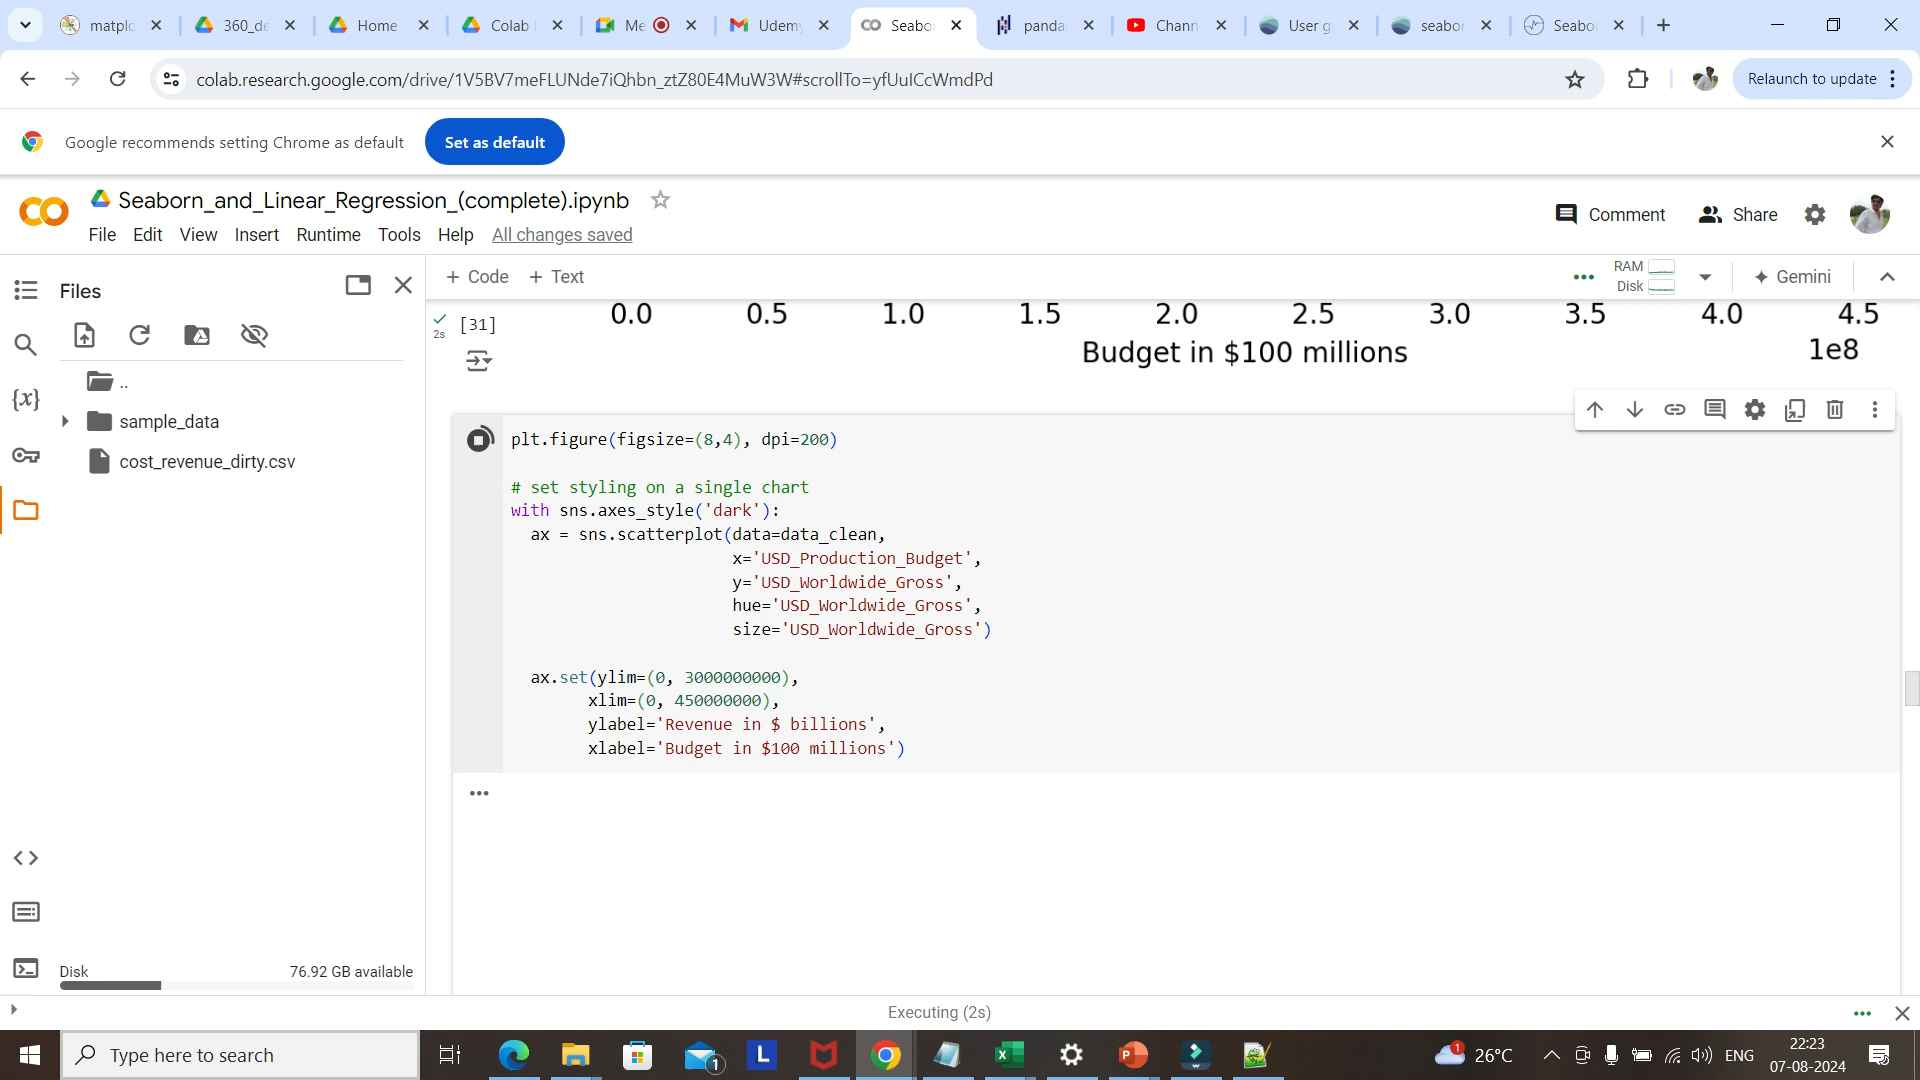 matplo
360_de
Home
Colab
Me
Udemy
Seabor
panda
Chann
User g
seabor
Seabor
colab.research.google.com/drive/1V5BV7meFLUNde7iQhbn_ztZ80E4MuW3W#scrollTo=yfUuICcWmdPd
Relaunch to update
Google recommends setting Chrome as default
Set as default
Seaborn_and_Linear_Regression_(complete).ipynb
File Edit View Insert Runtime Tools Help All changes saved
Comment
Share
Files
+ Code + Text
RAM
Disk
Gemini
..
sample_data
cost_revenue_dirty.csv
[31]
2s
0.0 0.5 1.0 1.5 2.0 2.5 3.0 3.5 4.0 4.5
Budget in $100 millions
1e8
plt.figure(figsize=(8,4), dpi=200)
# set styling on a single chart
with sns.axes_style('dark'):
ax = sns.scatterplot(data=data_clean,
x='USD_Production_Budget',
y='USD_Worldwide_Gross',
hue='USD_Worldwide_Gross',
size='USD_Worldwide_Gross')
ax.set(ylim=(0, 3000000000),
xlim=(0, 450000000),
ylabel='Revenue in $ billions',
xlabel='Budget in $100 millions')
Disk
76.92 GB available
Executing (2s)
Type here to search
1
L
P
1
26°C
ENG
22:23
07-08-2024